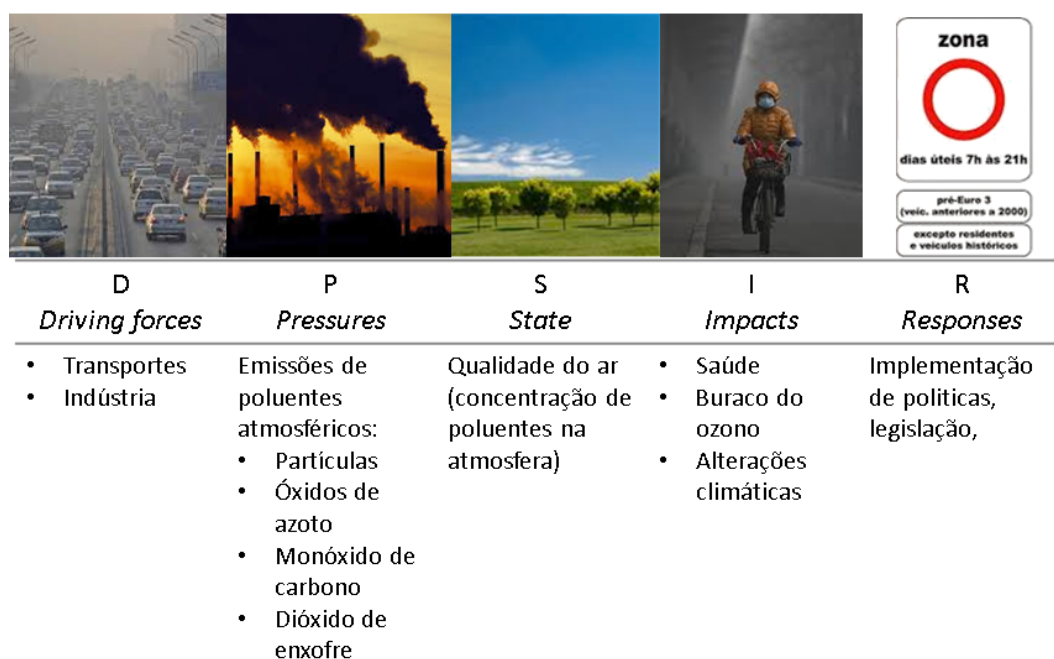 zona
dias úteis 7h às 21h
pré-Euro 3
(veíc. anteriores a 2000)
excepto residentes
e veículos históricos
D
Driving forces
P
Pressures
S
State
I
Impacts
R
Responses
• Transportes
• Indústria
Emissões de
poluentes
atmosféricos:
• Partículas
• Óxidos de
azoto
• Monóxido de
carbono
• Dióxido de
enxofre
Qualidade do ar
(concentração de
poluentes na
atmosfera)
• Saúde
• Buraco do
ozono
• Alterações
climáticas
Implementação
de politicas,
legislação,